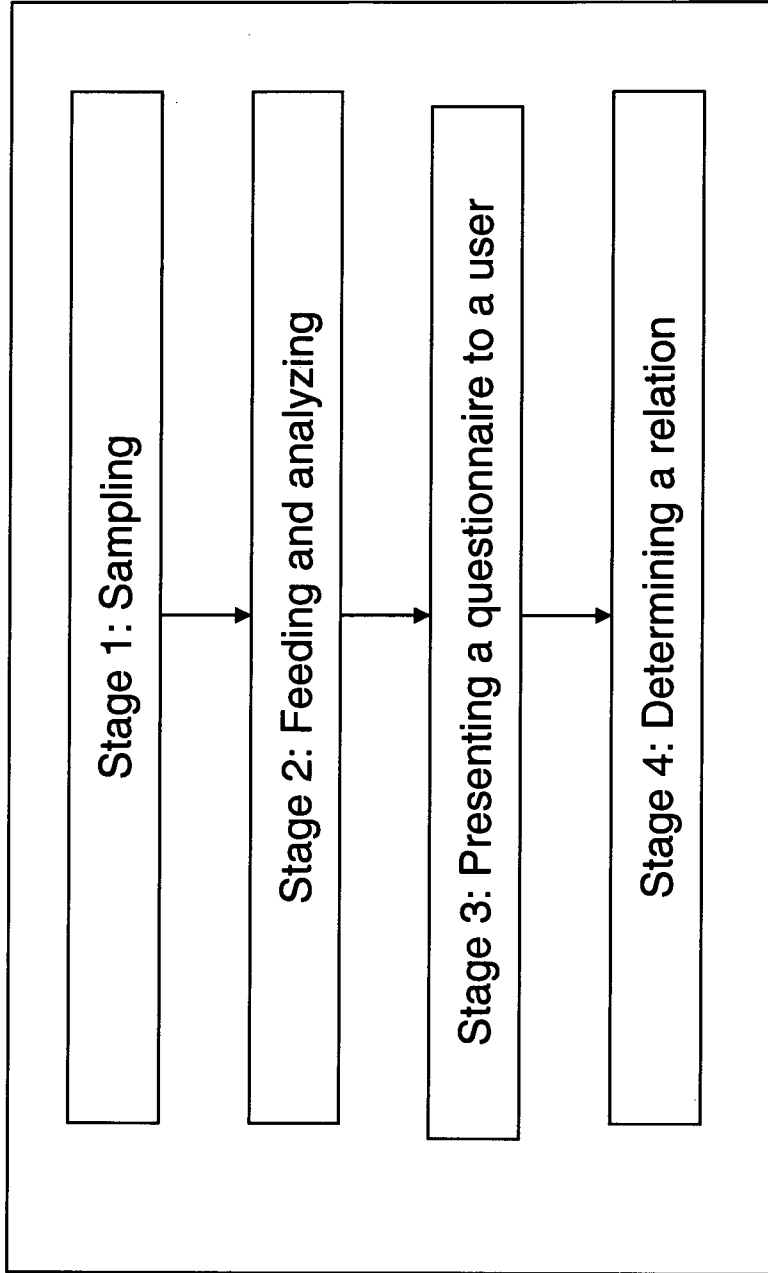 Stage 1: Sampling
Stage 2: Feeding and analyzing
Stage 3: Presenting a questionnaire to a user
Stage 4: Determining a relation